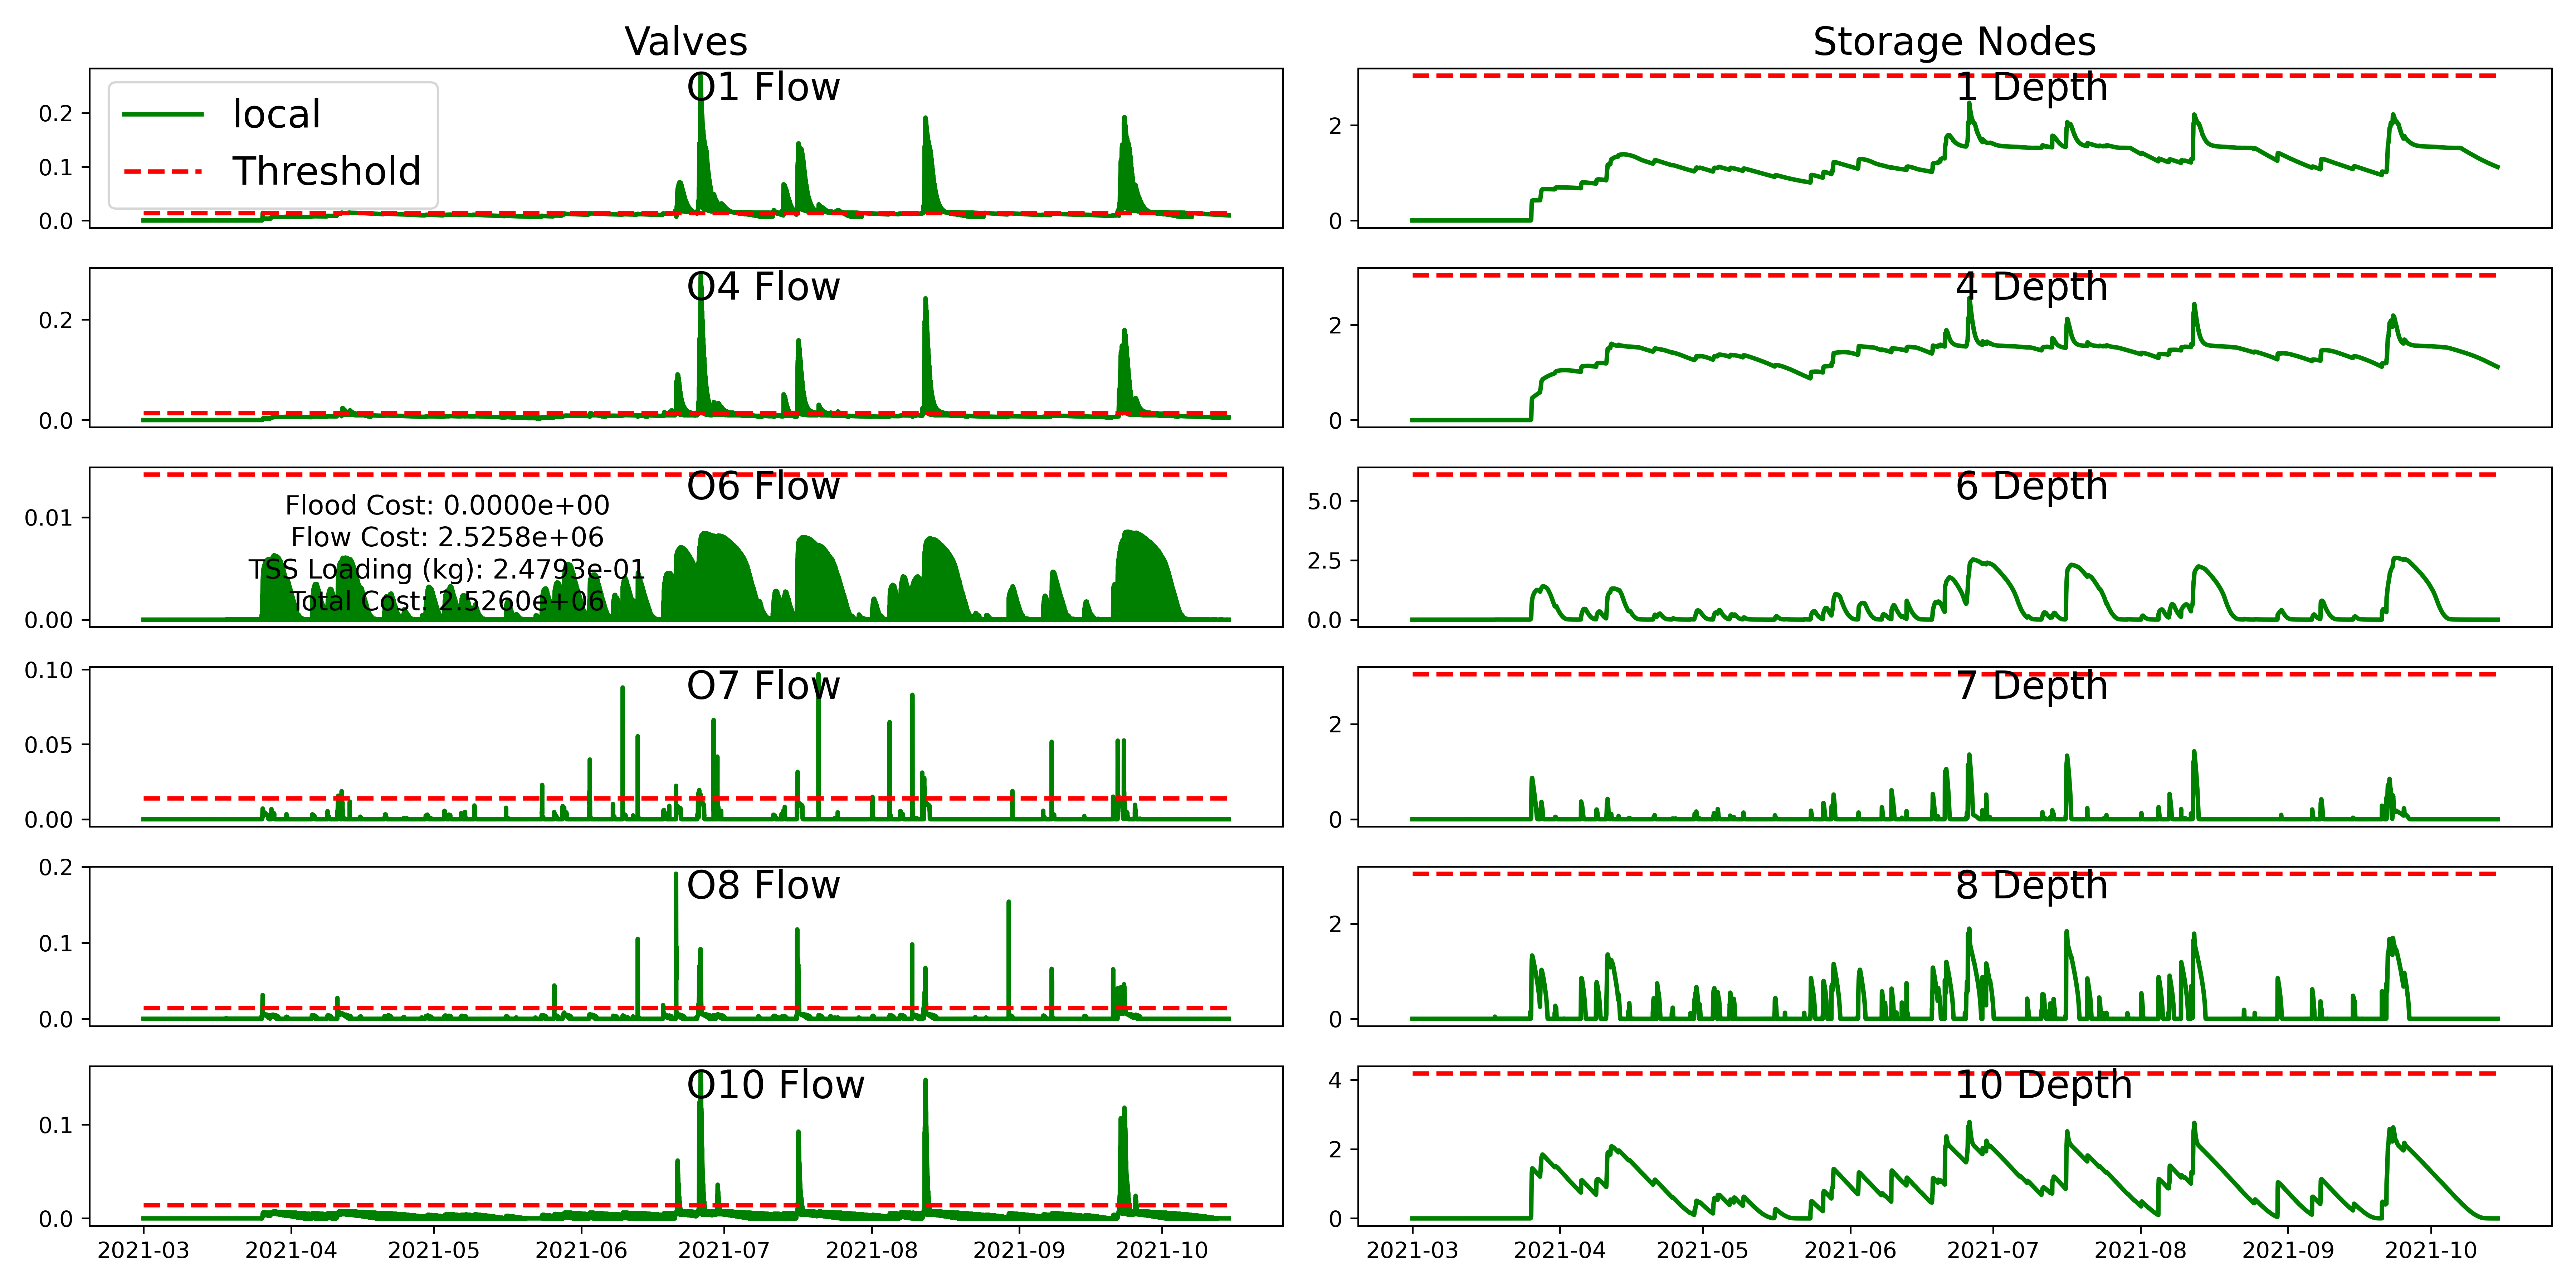 Valves
Storage Nodes
O1 Flow
0.2
0.1
0.0
local
Threshold
1 Depth
2
0
O4 Flow
0.2
0.0
4 Depth
2
0
O6 Flow
0.01
0.00
Flood Cost: 0.0000e+00
Flow Cost: 2.5258e+06
TSS Loading (kg): 2.4793e-01
Total Cost: 2.5260e+06
6 Depth
5.0
2.5
0.0
O7 Flow
0.10
0.05
0.00
7 Depth
2
0
O8 Flow
0.2
0.1
0.0
8 Depth
2
0
O10 Flow
0.1
0.0
10 Depth
4
2
0
2021-03 2021-04 2021-05 2021-06 2021-07 2021-08 2021-09 2021-10
2021-03 2021-04 2021-05 2021-06 2021-07 2021-08 2021-09 2021-10